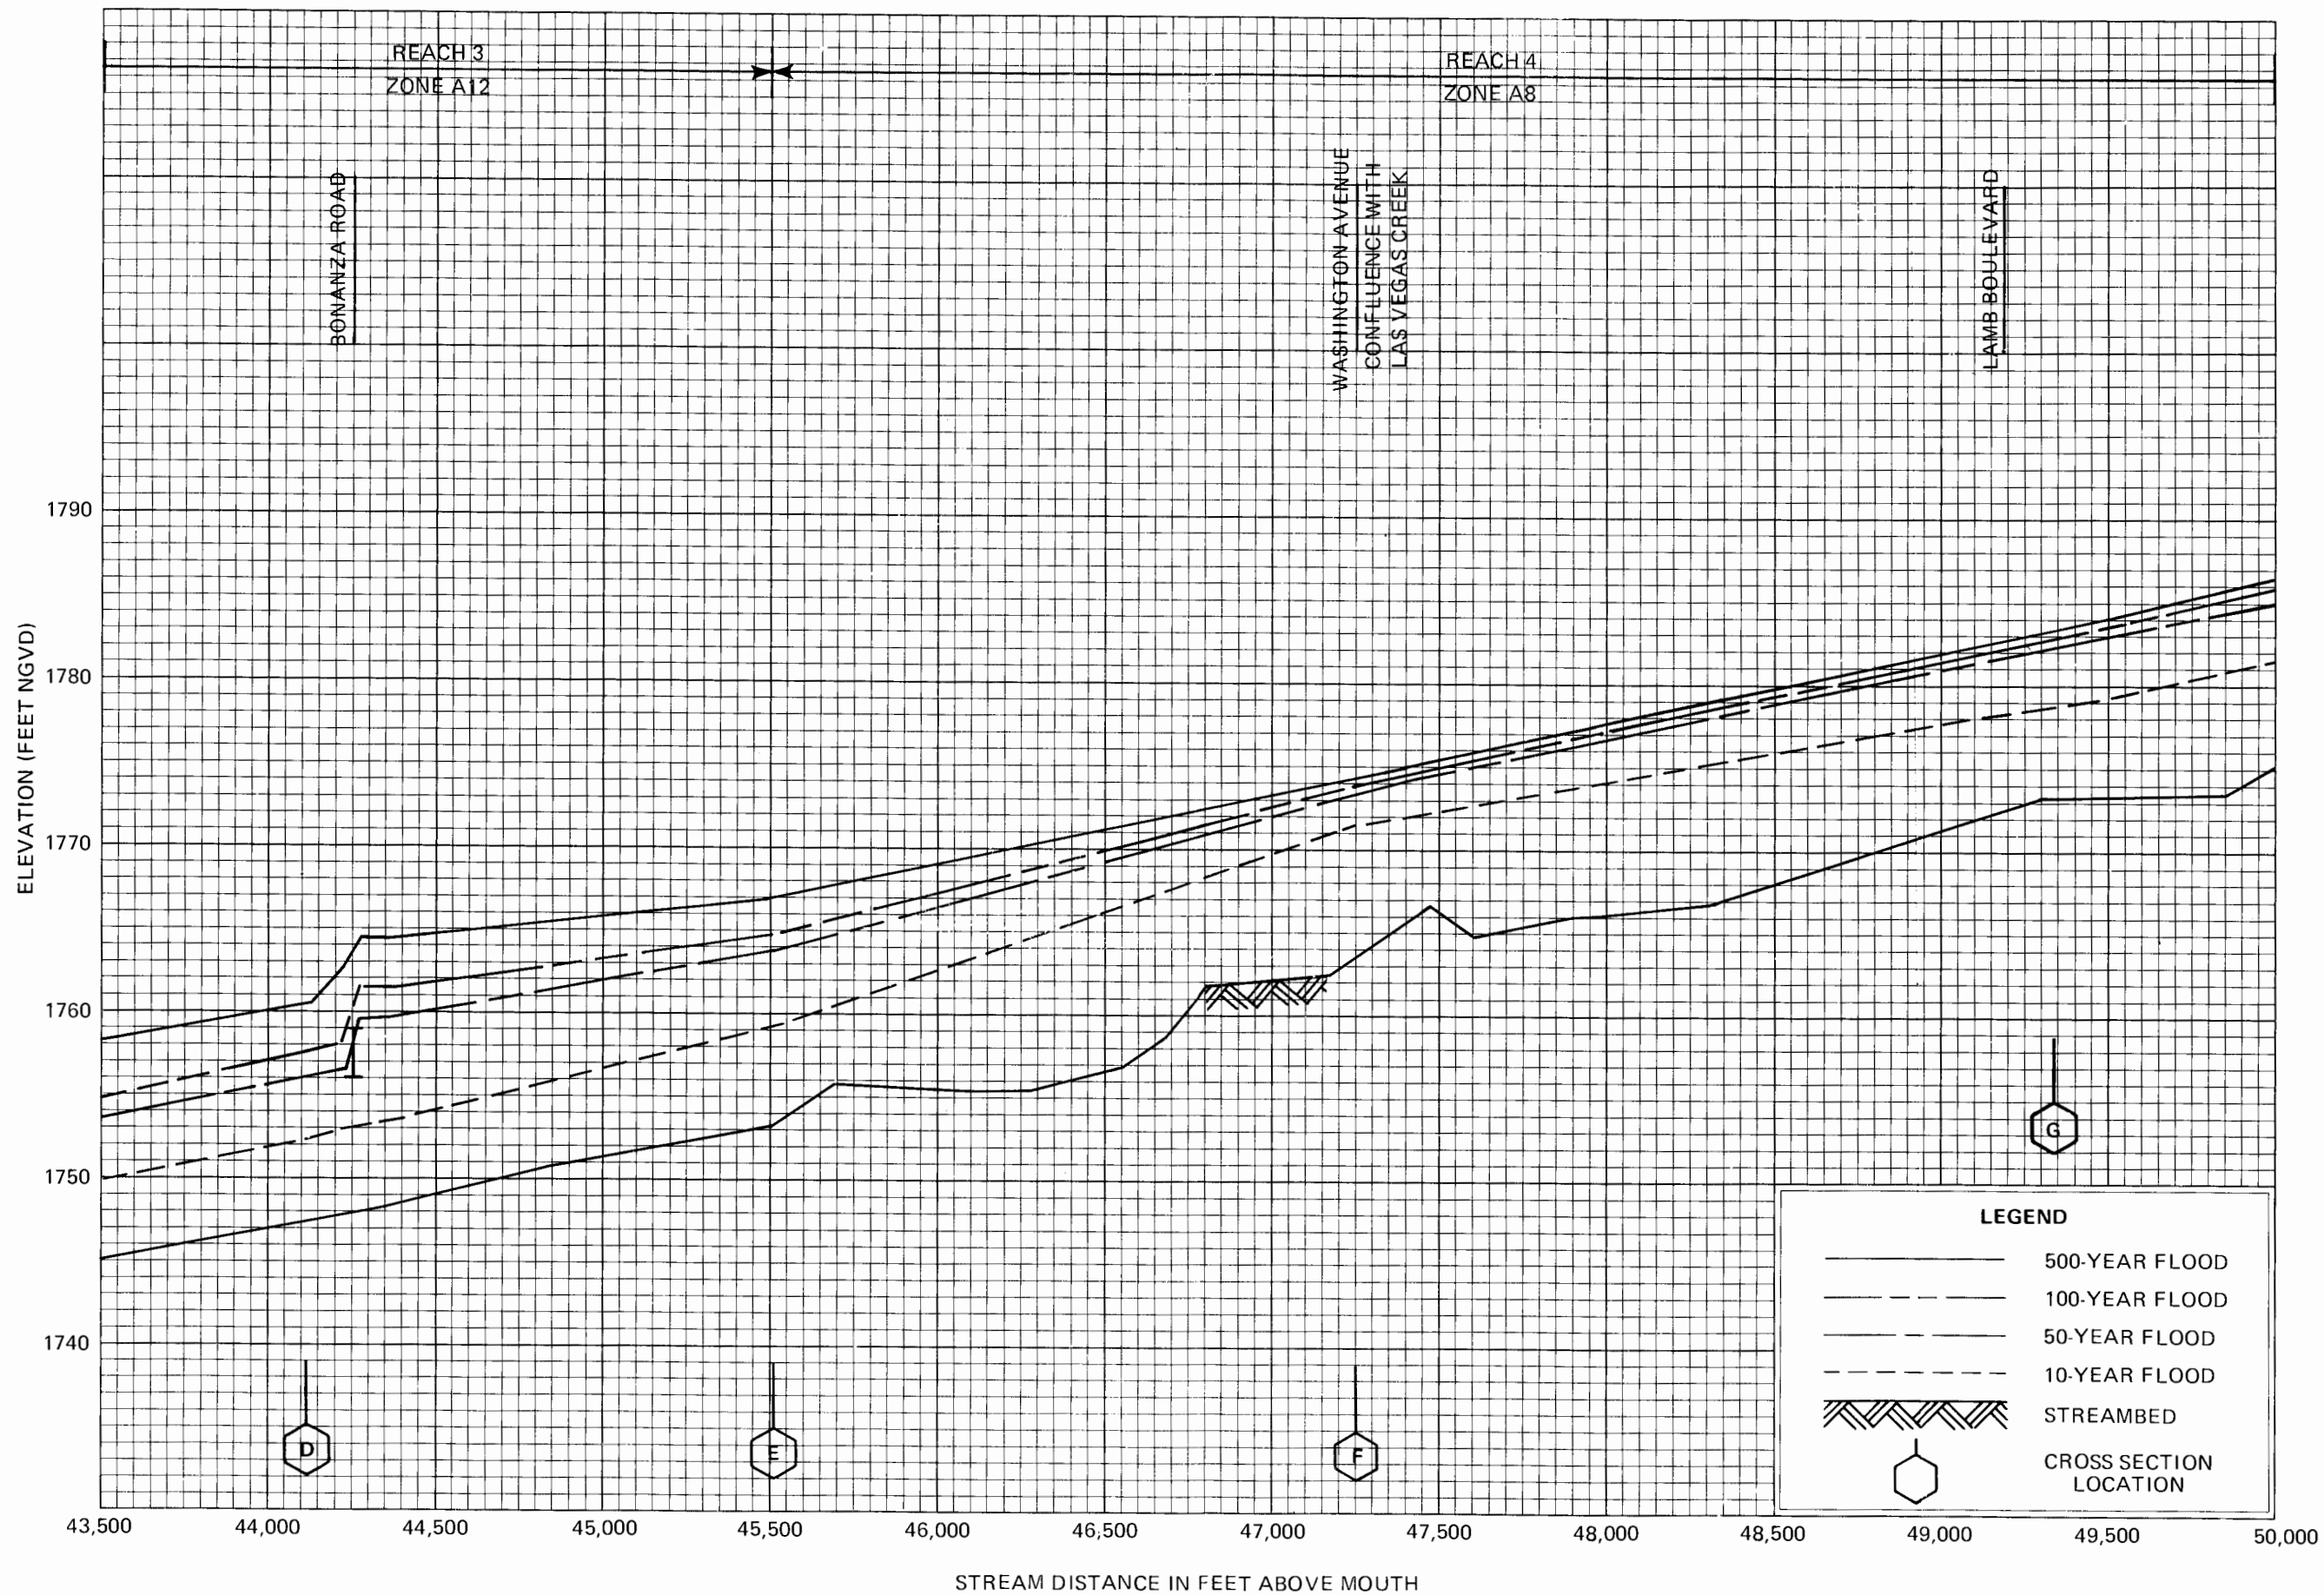 REACH 3
ZONE A12
REACH 4
ZONE A8
BONANZA ROAD
WASHINGTON AVENUE
CONFLUENCE WITH
LAS VEGAS CREEK
LAMB BOULEVARD
ELEVATION (FEET NGVD)
1790
1780
1770
1760
1750
1740
D
E
F
G
LEGEND
500-YEAR FLOOD
100-YEAR FLOOD
50-YEAR FLOOD
10-YEAR FLOOD
STREAMBED
CROSS SECTION
LOCATION
43,500
44,000
44,500
45,000
45,500
46,000
46,500
47,000
47,500
48,000
48,500
49,000
49,500
50,000
STREAM DISTANCE IN FEET ABOVE MOUTH